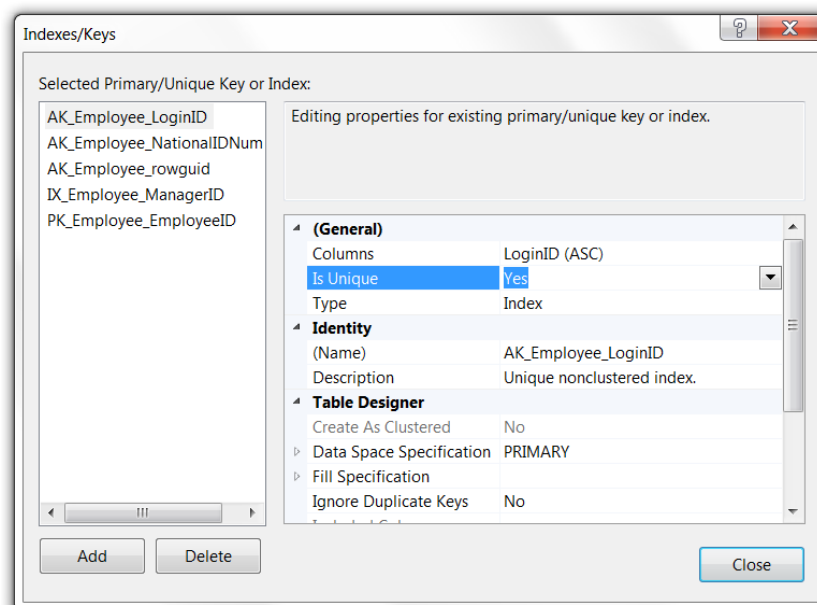 Indexes/Keys
Selected Primary/Unique Key or Index:
AK_Employee_LoginID
AK_Employee_NationalIDNum
AK_Employee_rowguid
IX_Employee_ManagerID
PK_Employee_EmployeeID
Editing properties for existing primary/unique key or index.
(General)
Columns LoginID (ASC)
Is Unique Yes
Type Index
Identity
(Name) AK_Employee_LoginID
Description Unique nonclustered index.
Table Designer
Create As Clustered No
Data Space Specification PRIMARY
Fill Specification
Ignore Duplicate Keys No
Add Delete
Close